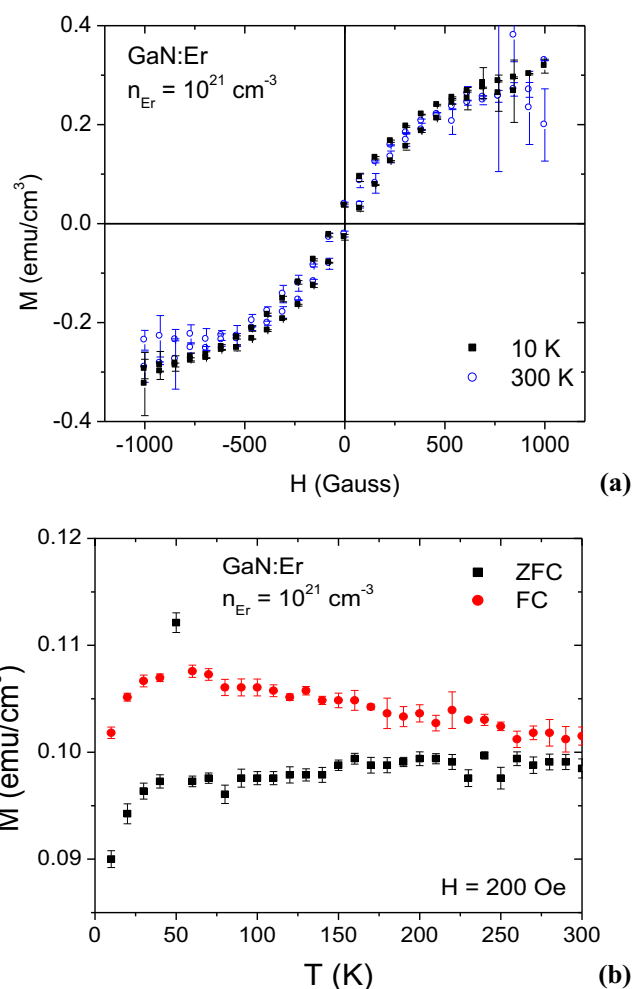 0.4
GaN:Er
n_Er = 10^21 cm^-3
0.2
0.0
M (emu/cm^3)
-0.2
10 K
300 K
-0.4
-1000 -500 0 500 1000
H (Gauss)
(a)
0.12
GaN:Er
n_Er = 10^21 cm^-3
ZFC
FC
0.11
M (emu/cm^3)
0.10
0.09
H = 200 Oe
0 50 100 150 200 250 300
T (K)
(b)